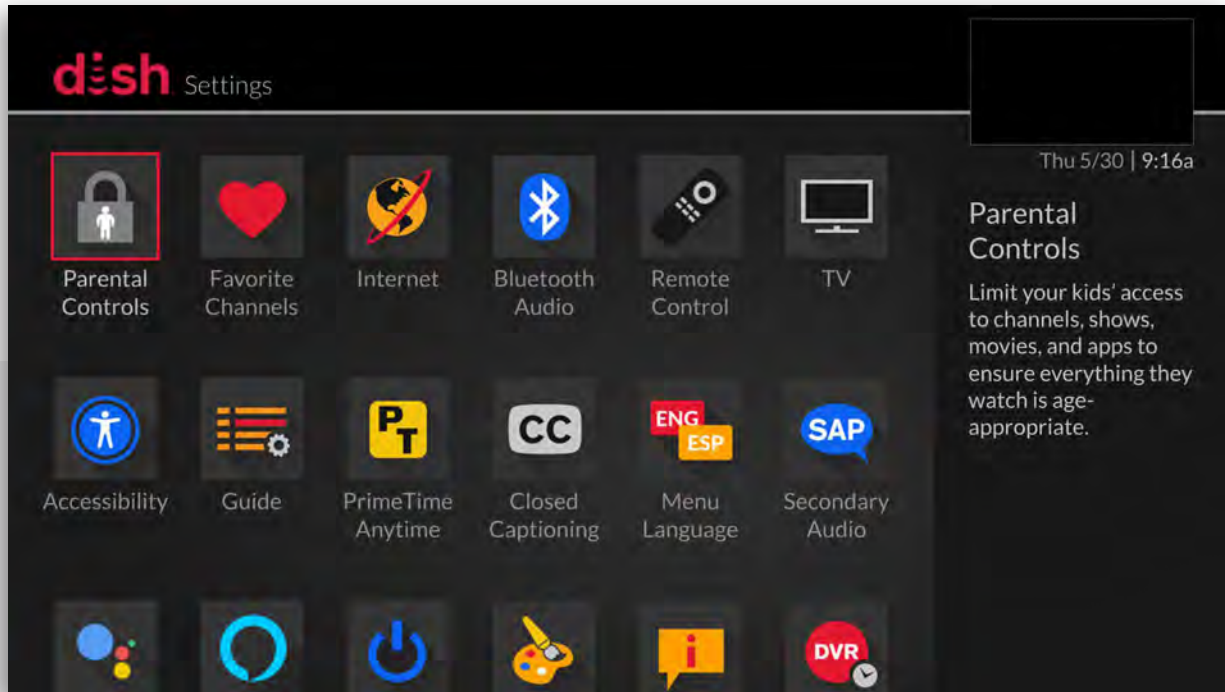 dish Settings
Thu 5/30 | 9:16a
Parental
Controls
Favorite
Channels
Internet
Bluetooth
Audio
Remote
Control
TV
Parental
Controls
Limit your kids' access
to channels, shows,
movies, and apps to
ensure everything they
watch is age-
appropriate.
ENG
ESP
PT
CC
SAP
Accessibility
Guide
PrimeTime
Anytime
Closed
Captioning
Menu
Language
Secondary
Audio
i
DVR